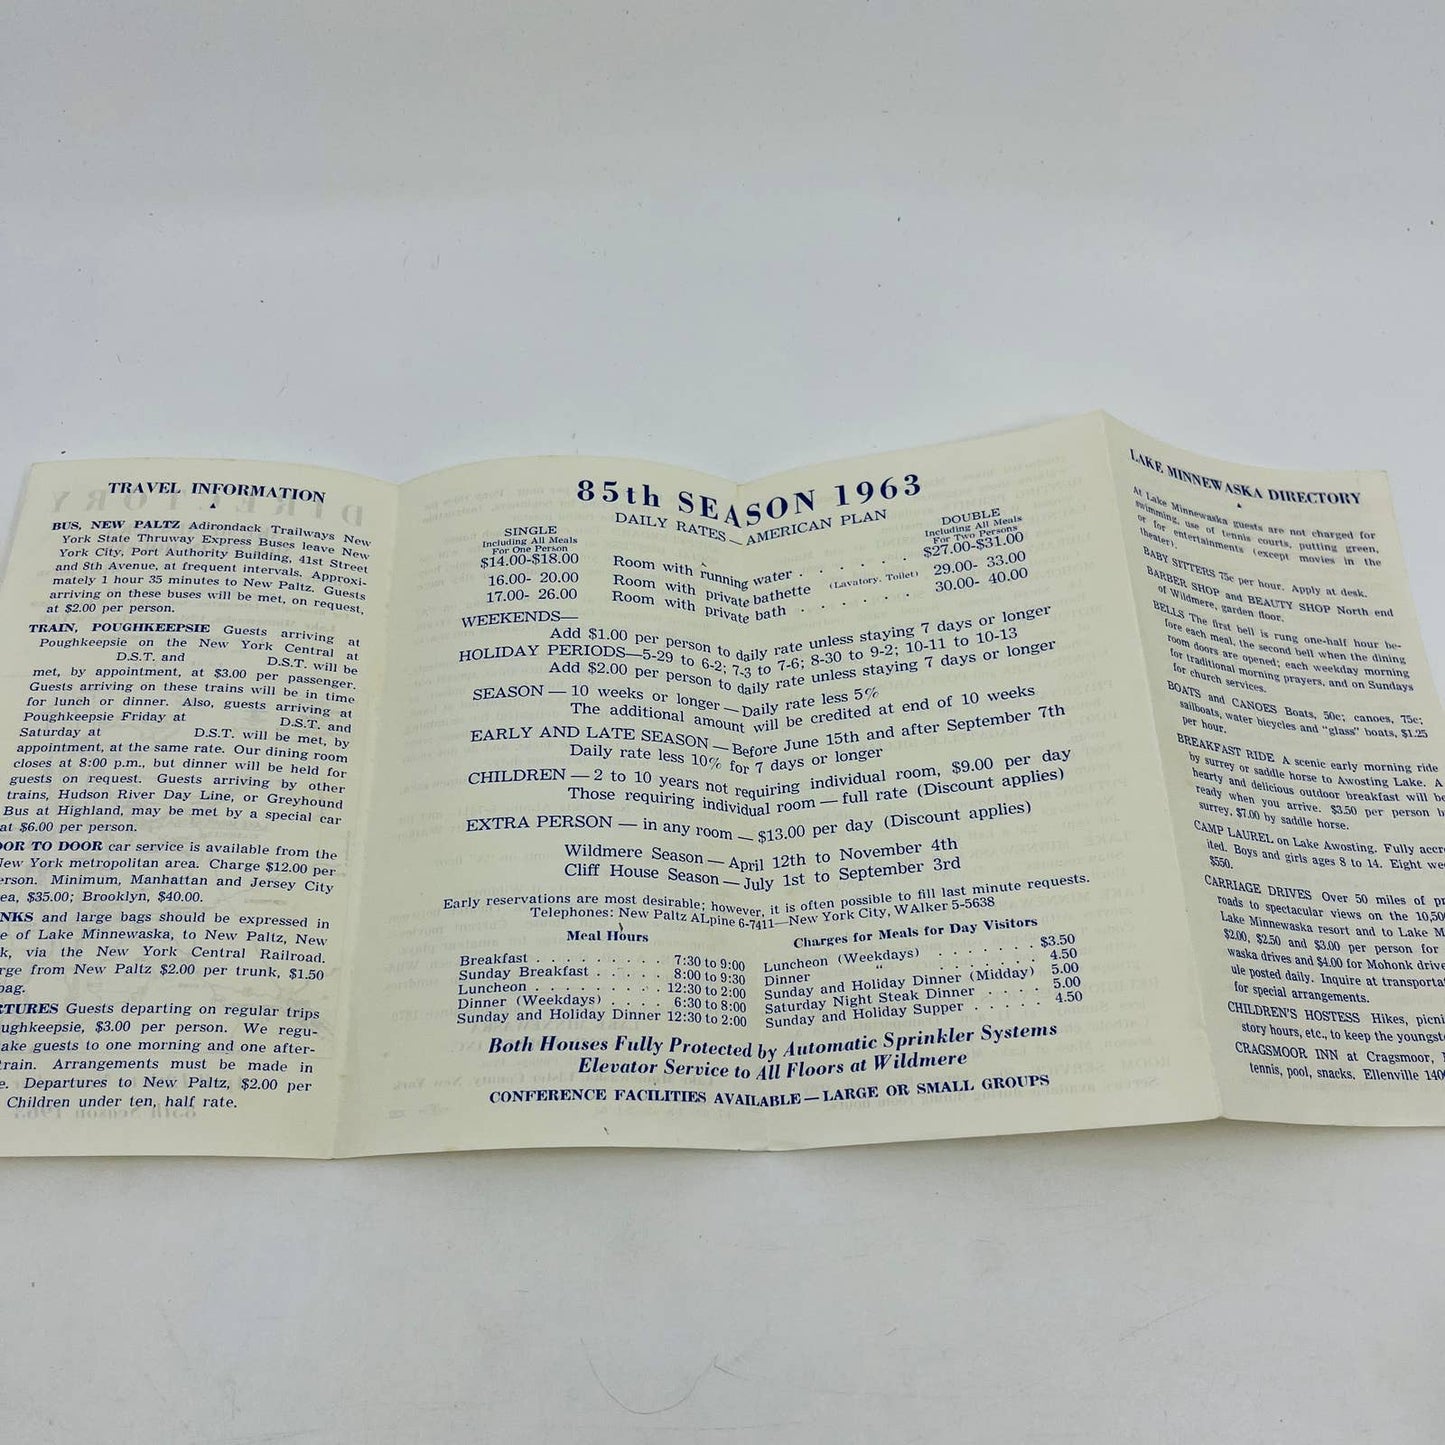 TRAVEL INFORMATION
BUS, NEW PALTZ Adirondack Trailways New
York State Thruway Express Buses leave New
York City, Port Authority Building, 41st Street
and 8th Avenue, at frequent intervals. Approxi-
mately 1 hour 35 minutes to New Paltz. Guests
arriving on these buses will be met, on request,
at $2.00 per person.
TRAIN, POUGHKEEPSIE Guests arriving at
Poughkeepsie on the New York Central at
D.S.T. and D.S.T. will be
met, by appointment, at $3.00 per passenger.
Guests arriving on these trains will be in time
for lunch or dinner. Also, guests arriving at
Poughkeepsie Friday at D.S.T. and
Saturday at D.S.T. will be met, by
appointment, at the same rate. Our dining room
closes at 8:00 p.m., but dinner will be held for
guests on request. Guests arriving by other
trains, Hudson River Day Line, or Greyhound
Bus at Highland, may be met by a special car
at $6.00 per person.
OOR TO DOOR car service is available from the
New York metropolitan area. Charge $12.00 per
erson. Minimum, Manhattan and Jersey City
ea, $35.00; Brooklyn, $40.00.
NKS and large bags should be expressed in
e of Lake Minnewaska, to New Paltz, New
k, via the New York Central Railroad.
rge from New Paltz $2.00 per trunk, $1.50
bag.
RTURES Guests departing on regular trips
ughkeepsie, $3.00 per person. We regu-
ake guests to one morning and one after-
train. Arrangements must be made in
e. Departures to New Paltz, $2.00 per
Children under ten, half rate.
85th SEASON 1963
DAILY RATES — AMERICAN PLAN
SINGLE
Including All Meals
For One Person
DOUBLE
Including All Meals
For Two Persons
$14.00-$18.00 Room with running water . . . . . . $27.00-$31.00
16.00- 20.00 Room with private bathette (Lavatory, Toilet) 29.00- 33.00
17.00- 26.00 Room with private bath . . . . . . 30.00- 40.00
WEEKENDS—
Add $1.00 per person to daily rate unless staying 7 days or longer
HOLIDAY PERIODS—5-29 to 6-2; 7-3 to 7-6; 8-30 to 9-2; 10-11 to 10-13
Add $2.00 per person to daily rate unless staying 7 days or longer
SEASON — 10 weeks or longer — Daily rate less 5%
The additional amount will be credited at end of 10 weeks
EARLY AND LATE SEASON — Before June 15th and after September 7th
Daily rate less 10% for 7 days or longer
CHILDREN — 2 to 10 years not requiring individual room, $9.00 per day
Those requiring individual room — full rate (Discount applies)
EXTRA PERSON — in any room — $13.00 per day (Discount applies)
Wildmere Season — April 12th to November 4th
Cliff House Season — July 1st to September 3rd
Early reservations are most desirable; however, it is often possible to fill last minute requests.
Telephones: New Paltz ALpine 6-7411—New York City, WAlker 5-5638
Meal Hours
Breakfast . . . . . . . . . 7:30 to 9:00
Sunday Breakfast . . . . . 8:00 to 9:30
Luncheon . . . . . . . . . 12:30 to 2:00
Dinner (Weekdays) . . . . 6:30 to 8:00
Sunday and Holiday Dinner 12:30 to 2:00
Charges for Meals for Day Visitors
Luncheon (Weekdays) . . . . . . . $3.50
Dinner " . . . . . . . 4.50
Sunday and Holiday Dinner (Midday) 5.00
Saturday Night Steak Dinner . . . . 5.00
Sunday and Holiday Supper . . . . 4.50
Both Houses Fully Protected by Automatic Sprinkler Systems
Elevator Service to All Floors at Wildmere
CONFERENCE FACILITIES AVAILABLE — LARGE OR SMALL GROUPS
LAKE MINNEWASKA DIRECTORY
At Lake Minnewaska guests are not charged for
swimming, use of tennis courts, putting green,
or for entertainments (except movies in the
theater).
BABY SITTERS 75c per hour. Apply at desk.
BARBER SHOP and BEAUTY SHOP North end
of Wildmere, garden floor.
BELLS The first bell is rung one-half hour be-
fore each meal, the second bell when the dining
room doors are opened; each weekday morning
for traditional morning prayers, and on Sundays
for church services.
BOATS and CANOES Boats, 50c; canoes, 75c;
sailboats, water bicycles and "glass" boats, $1.25
per hour.
BREAKFAST RIDE A scenic early morning ride
by surrey or saddle horse to Awosting Lake. A
hearty and delicious outdoor breakfast will be
ready when you arrive. $3.50 per person b
surrey, $7.00 by saddle horse.
CAMP LAUREL on Lake Awosting. Fully accre
ited. Boys and girls ages 8 to 14. Eight wee
$550.
CARRIAGE DRIVES Over 50 miles of pr
roads to spectacular views on the 10,500
Lake Minnewaska resort and to Lake M
$2.00, $2.50 and $3.00 per person for
waska drives and $4.00 for Mohonk drive
ule posted daily. Inquire at transportat
for special arrangements.
CHILDREN'S HOSTESS Hikes, picni
story hours, etc., to keep the youngste
CRAGSMOOR INN at Cragsmoor,
tennis, pool, snacks. Ellenville 1400